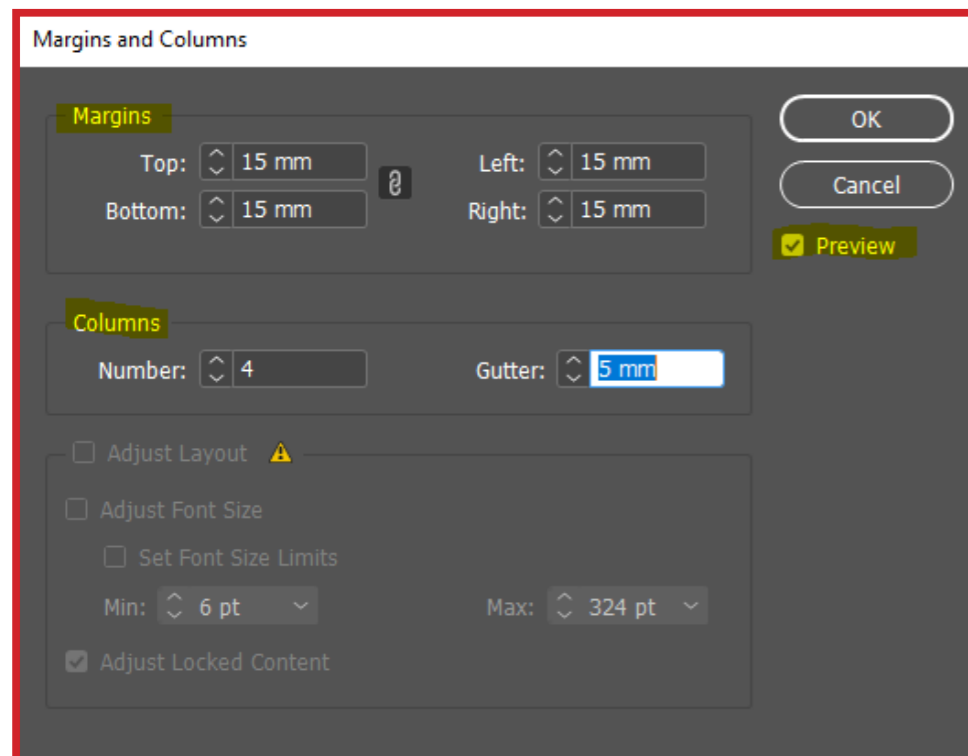 Margins and Columns
Margins
OK
Top: 15 mm Left: 15 mm
Cancel
Bottom: 15 mm Right: 15 mm
Preview
Columns
Number: 4 Gutter: 5 mm
Adjust Layout
Adjust Font Size
Set Font Size Limits
Min: 6 pt Max: 324 pt
Adjust Locked Content